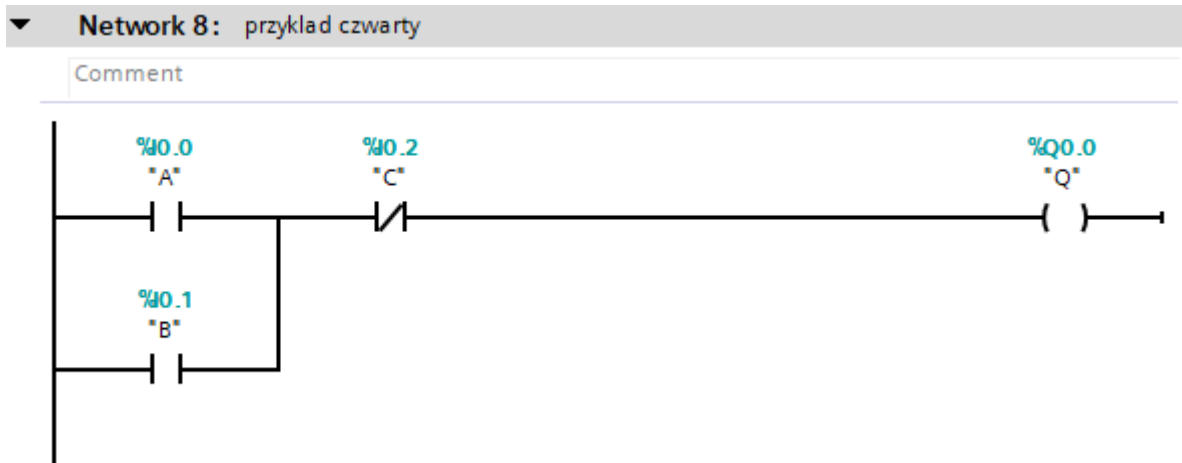 Network 8: przyklad czwarty
Comment
%I0.0 %I0.2 %Q0.0
"A" "C" "Q"
%I0.1
"B"